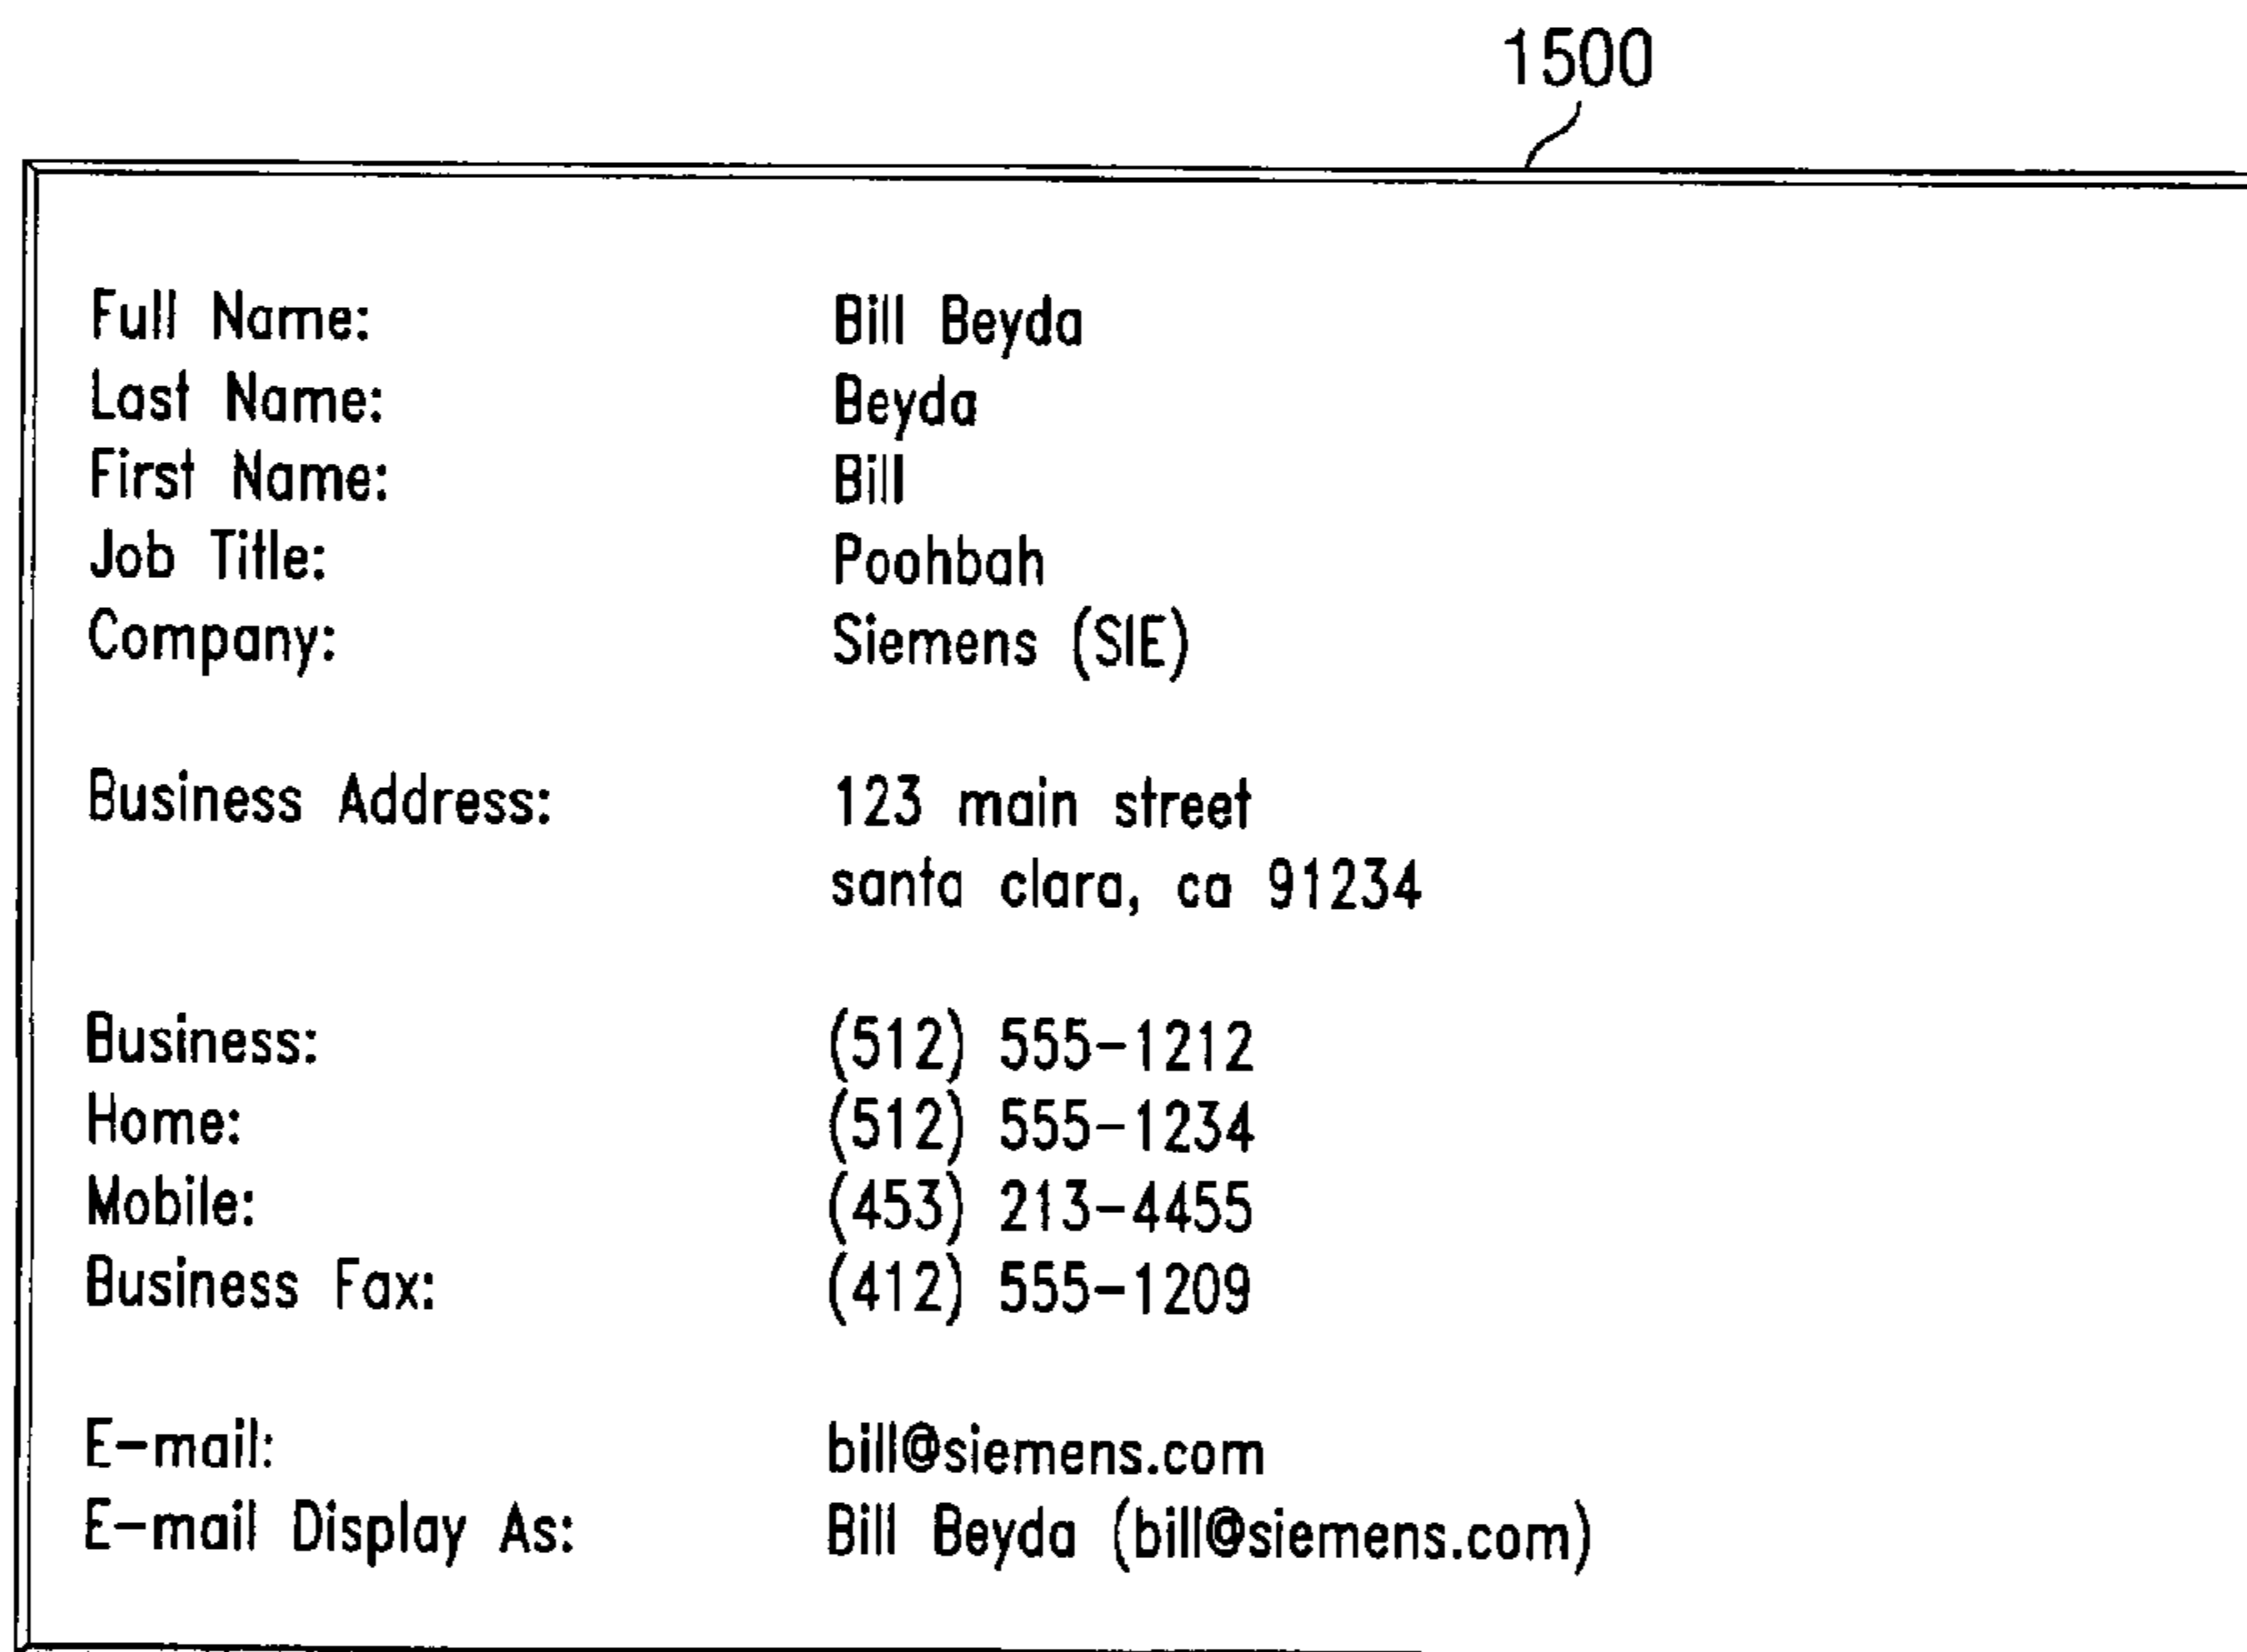 1500
Full Name: Bill Beyda
Last Name: Beyda
First Name: Bill
Job Title: Poohbah
Company: Siemens (SIE)
Business Address: 123 main street
santa clara, ca 91234
Business: (512) 555-1212
Home: (512) 555-1234
Mobile: (453) 213-4455
Business Fax: (412) 555-1209
E-mail: bill@siemens.com
E-mail Display As: Bill Beyda (bill@siemens.com)